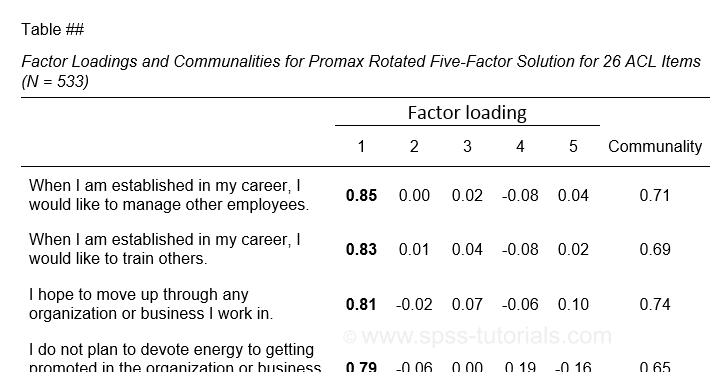 Table ##
Factor Loadings and Communalities for Promax Rotated Five-Factor Solution for 26 ACL Items
(N = 533)
Factor loading
1 2 3 4 5 Communality
When I am established in my career, I
would like to manage other employees.
0.85 0.00 0.02 -0.08 0.04 0.71
When I am established in my career, I
would like to train others.
0.83 0.01 0.04 -0.08 0.02 0.69
I hope to move up through any
organization or business I work in.
0.81 -0.02 0.07 -0.06 0.10 0.74
© www.spss-tutorials.com
I do not plan to devote energy to getting
promoted in the organization or business
0.79 -0.06 0.00 0.19 -0.16 0.65